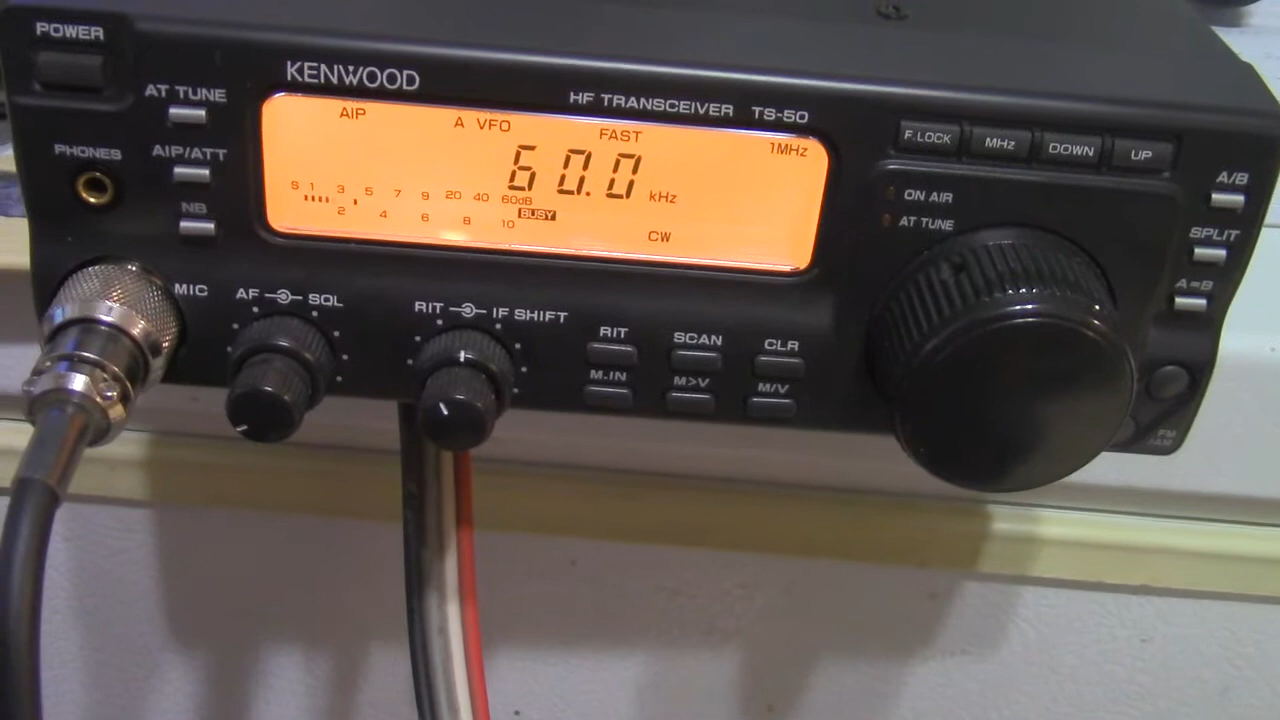 POWER
KENWOOD
HF TRANSCEIVER TS-50
AT TUNE
AIP/ATT
PHONES
NB
MIC
AIP A VFO FAST 1MHz
60.0 kHz
S 1 3 5 7 9 20 40 60dB
BUSY
2 4 6 8 10
CW
F.LOCK MHz DOWN UP
ON AIR
AT TUNE
A/B
SPLIT
A=B
AF SQL
RIT IF SHIFT
RIT SCAN CLR
M.IN M>V M/V
FM
/AM